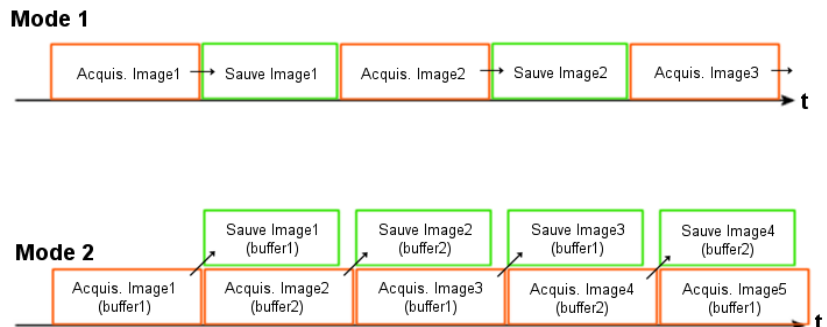 Mode 1
Acquis. Image1
Sauve Image1
Acquis. Image2
Sauve Image2
Acquis. Image3
t
Sauve Image1
(buffer1)
Sauve Image2
(buffer2)
Sauve Image3
(buffer1)
Sauve Image4
(buffer2)
Mode 2
Acquis. Image1
(buffer1)
Acquis. Image2
(buffer2)
Acquis. Image3
(buffer1)
Acquis. Image4
(buffer2)
Acquis. Image5
(buffer1)
t